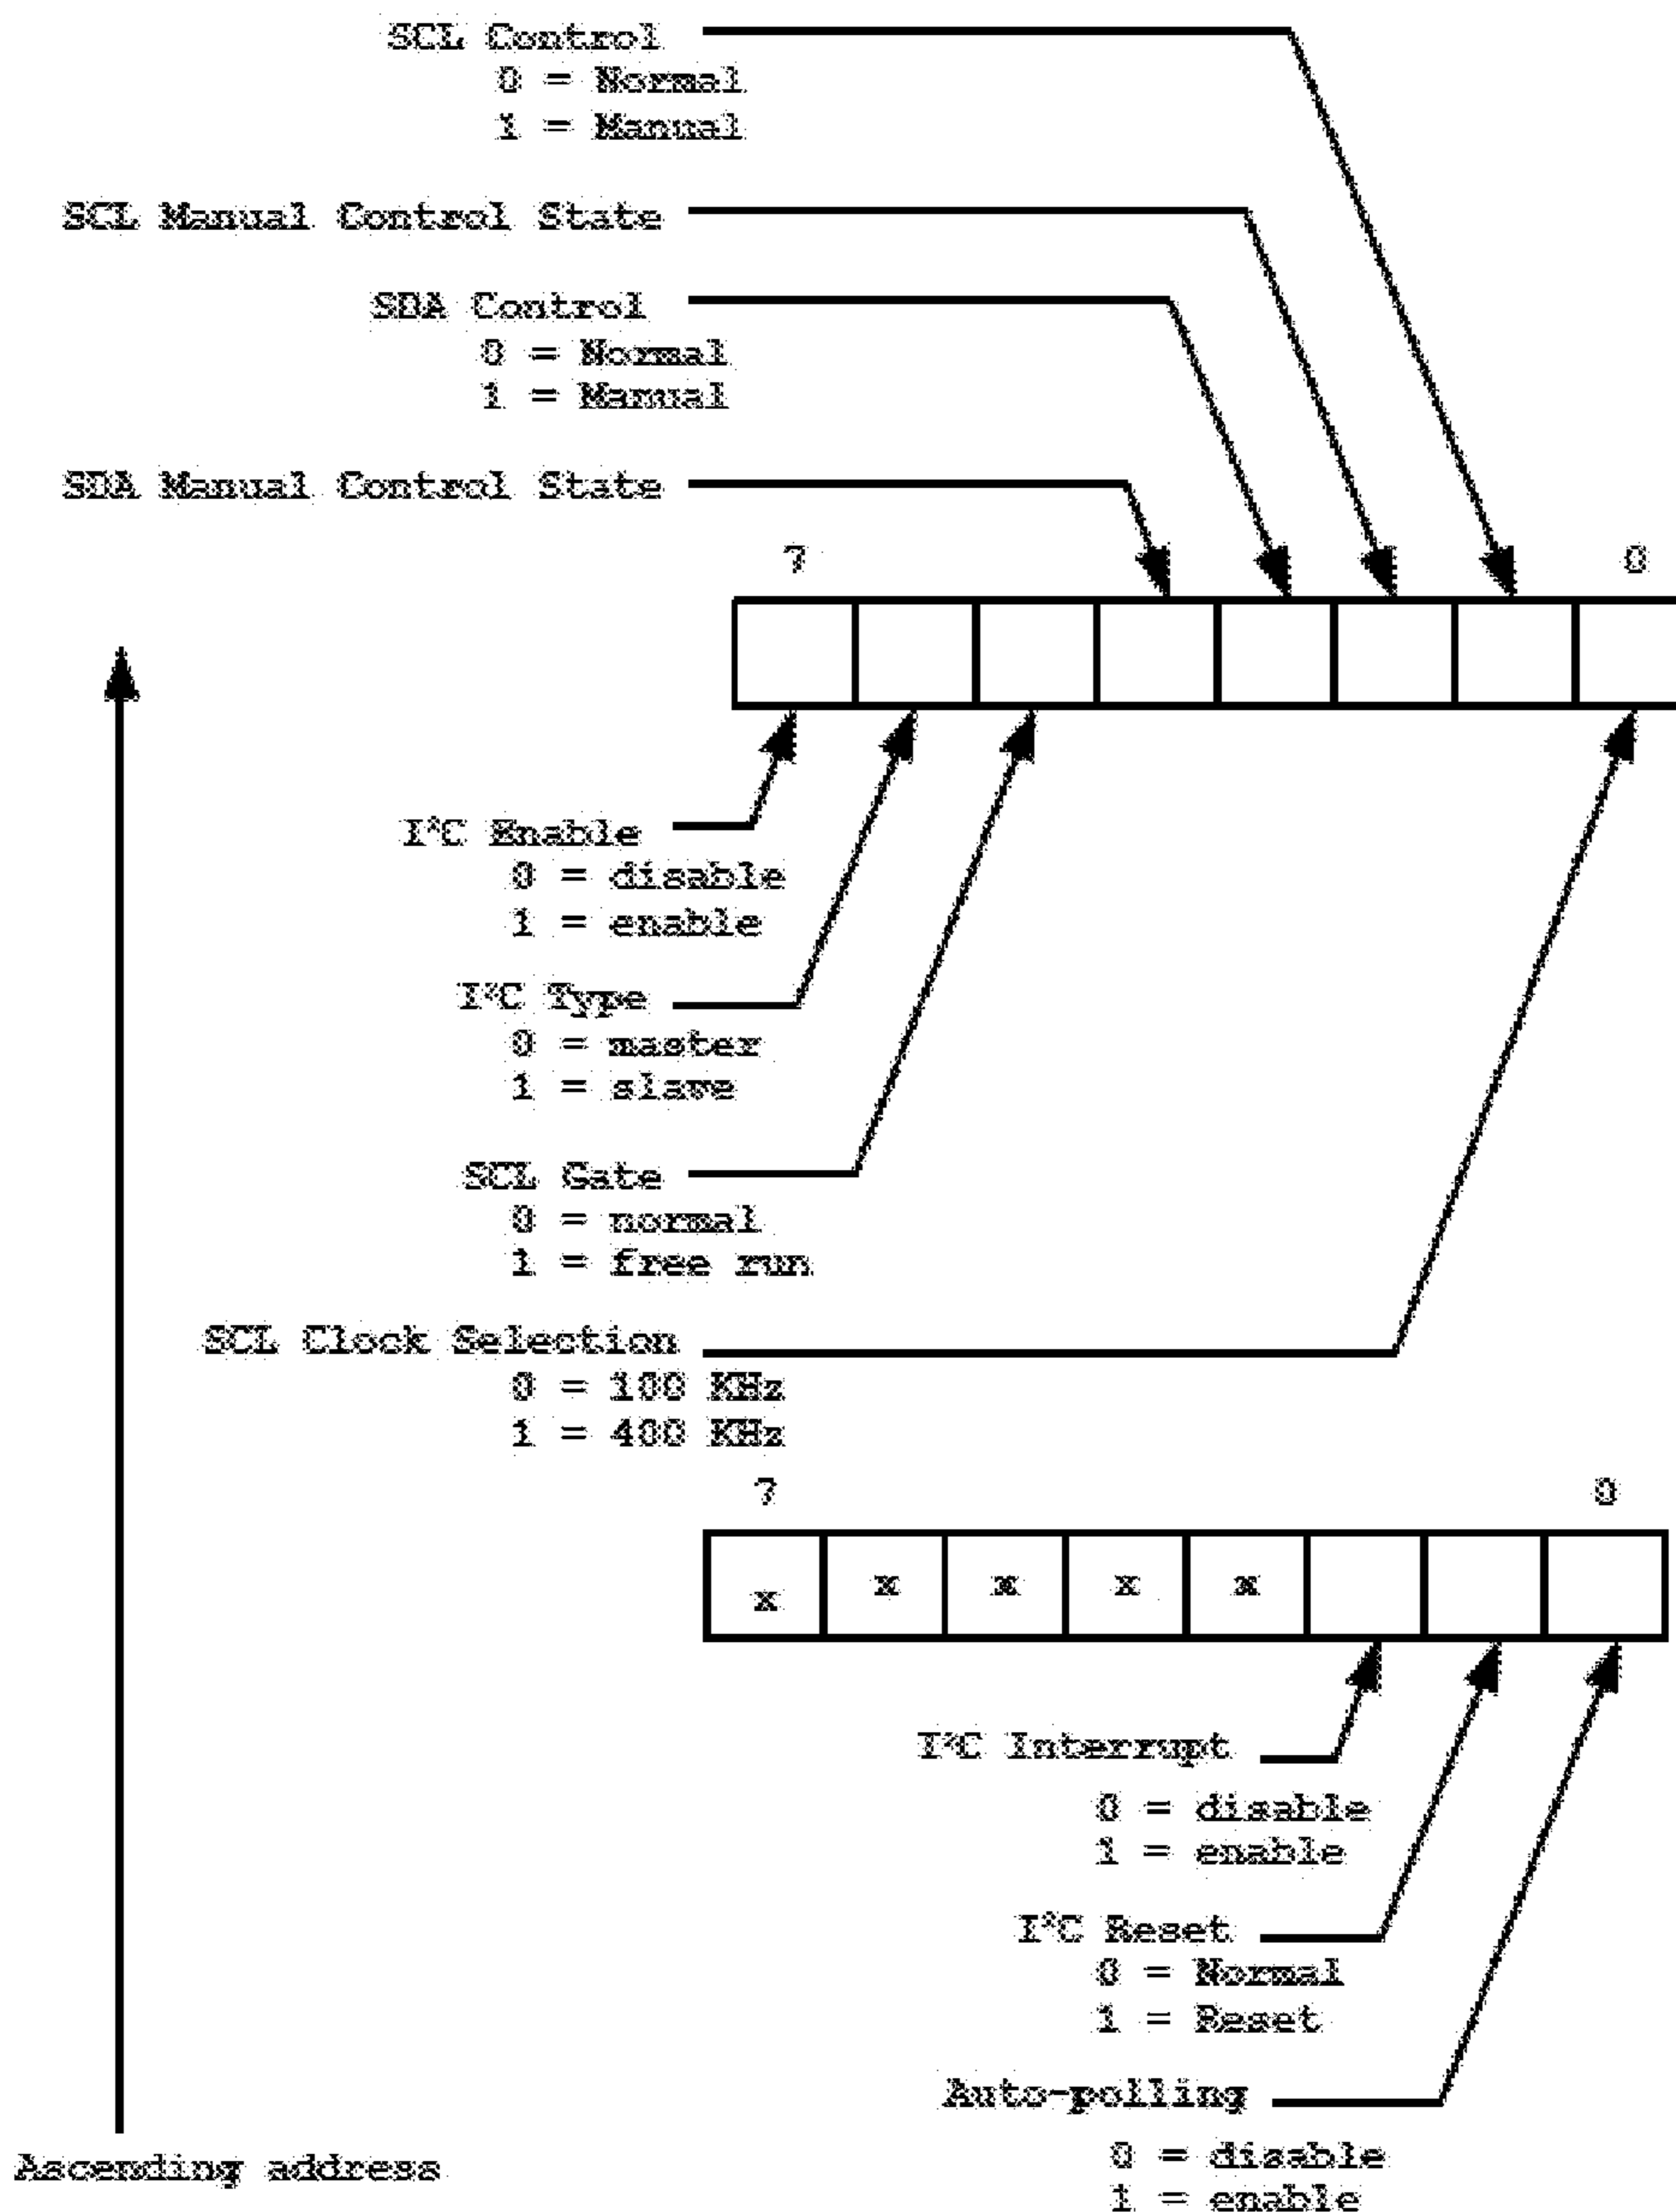 SCL Control
0 = Normal
1 = Manual
SCL Manual Control State
SDA Control
0 = Normal
1 = Manual
SDA Manual Control State
7 0
I²C Enable
0 = disable
1 = enable
I²C Type
0 = master
1 = slave
SCL Gate
0 = normal
1 = free run
SCL Clock Selection
0 = 100 KHz
1 = 400 KHz
7 0
x x x x x
I²C Interrupt
0 = disable
1 = enable
I²C Reset
0 = Normal
1 = Reset
Auto-polling
0 = disable
1 = enable
Ascending address